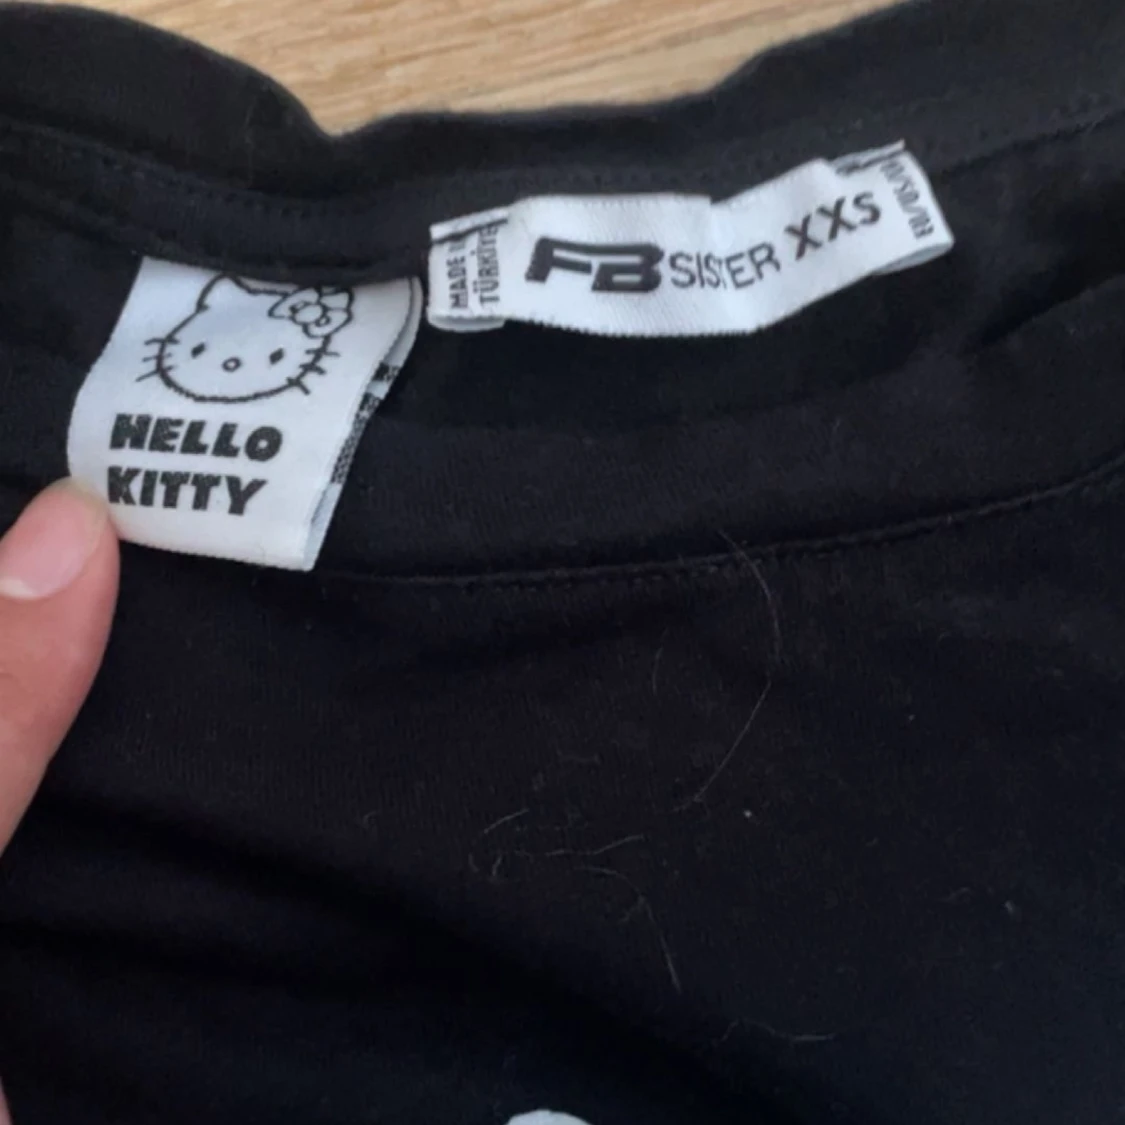 HELLO
KITTY
MADE IN
TÜRKİYE
FB SISTER XXS